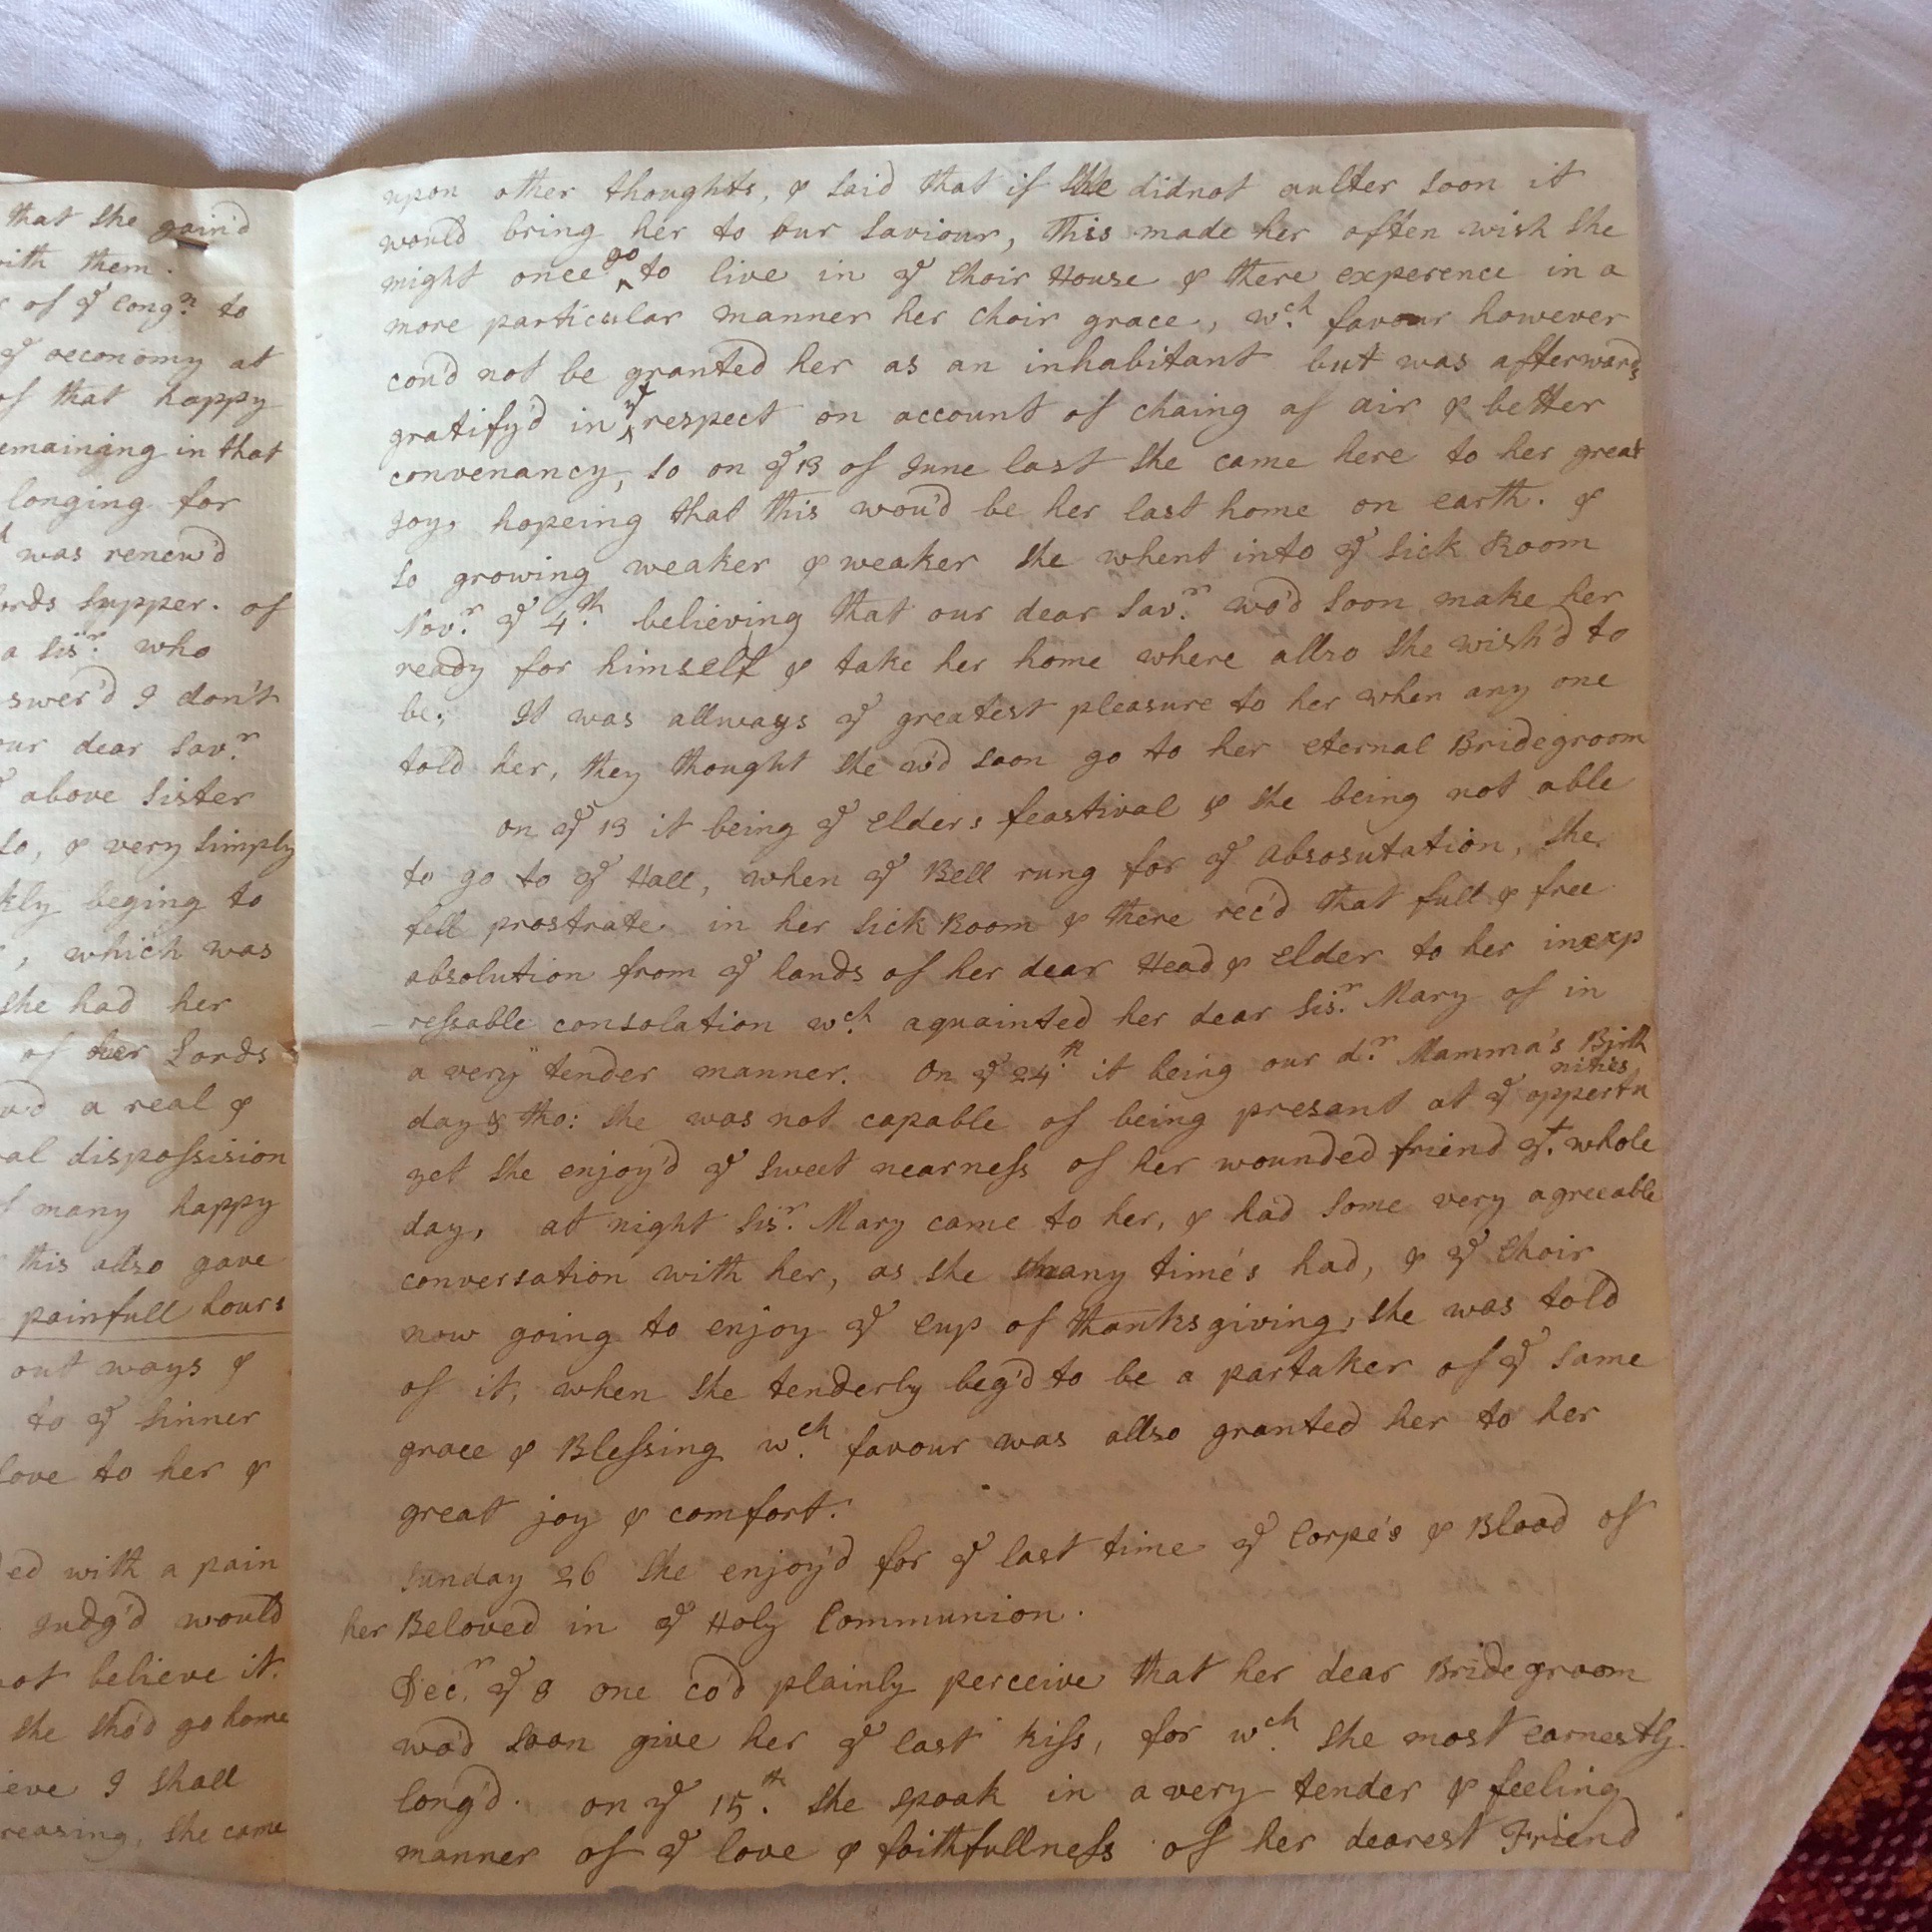 that she gain'd
with them.
of yᵉ Congⁿ. to
yᵉ oeconomy at
of that happy
remaining in that
longing for
was renew'd
Lords Supper. of
a Sisʳ. who
swer'd I don't
our dear Savʳ.
above Sister
so, & very simply
kly beging to
, which was
she had her
of her Lords
a real &
al dispossision
many happy
this allso gave
painfull hours
out ways &
to yᵉ Sinner
love to her &
ed with a pain
Judg'd would
not believe it.
she sho'd go home
ieve I shall
reasing, she came
upon other thoughts, & said that if She didnot aulter soon it
would bring her to our Saviour, This made her often wish she
might once go to live in yᵉ Choir House & there experence in a
more particular manner her choir grace, wᶜʰ. favour however
cou'd not be granted her as an inhabitant but was afterwards
gratify'd in yᵗ respect on account of chaing of air & better
convenancy, so on yᵉ 13 of June last she came here to her great
joy, hopeing that this wou'd be her last home on earth. &
so growing weaker & weaker she whent into yᵉ Sick Room
Novʳ. yᵉ 4ᵗʰ. believing that our dear Savʳ. wo'd soon make her
ready for himself & take her home where allso she wish'd to
be. It was allways yᵉ greatest pleasure to her when any one
told her, they thought she w'd soon go to her eternal Bridegroom
on yᵉ 13 it being yᵉ Elders feastival & she being not able
to go to yᵉ Hall, when yᵉ Bell rung for yᵉ Absosutation, she
fell prostrate in her Sick Room & there rec'd that full & free
absolution from yᵉ hands of her dear Head & Elder to her inexp
ressable consolation wᶜʰ. aquainted her dear Sisʳ. Mary of in
a very tender manner. On yᵉ 24ᵗʰ. it being our dʳ. Mamma's Birth
day & tho: she was not capable of being presant at yᵉ oppertu
nities
yet she enjoy'd yᵉ sweet nearness of her wounded friend yᵗ. whole
day, at night Sisʳ. Mary came to her, & had some very agreeable
conversation with her, as she many time's had, & yᵉ Choir
now going to enjoy yᵉ Cup of thanksgiving, she was told
of it, when she tenderly beg'd to be a partaker of yᵉ same
grace & Blessing wᶜʰ. favour was allso granted her to her
great joy & comfort.
Sunday 26 she enjoy'd for yᵉ last time yᵉ Corpe's & Blood of
her Beloved in yᵉ Holy Communion.
Decʳ. yᵉ 8 one co'd plainly perceive that her dear Bridegroom
wo'd soon give her yᵉ last kiss, for wᶜʰ. she most earnestly
long'd. on yᵉ 15ᵗʰ. she spoak in a very tender & feeling
manner of yᵉ love & faithfullness of her dearest Friend